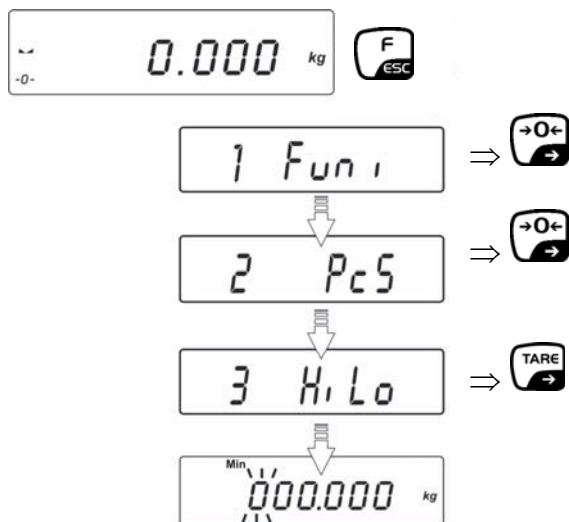 0.000 kg
-0-
F
ESC
1 Funi
⇒ →0←
2 PcS
⇒ →0←
3 HiLo
⇒ TARE
Min
000.000 kg